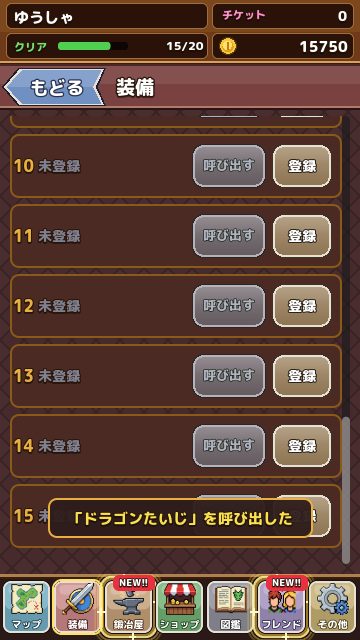 ゆうしゃ
チケット 0
クリア 15/20
15750
もどる 装備
10 未登録 呼び出す 登録
11 未登録 呼び出す 登録
12 未登録 呼び出す 登録
13 未登録 呼び出す 登録
14 未登録 呼び出す 登録
15
「ドラゴンたいじ」を呼び出した
NEW!! NEW!!
マップ 装備 鍛冶屋 ショップ 図鑑 フレンド その他